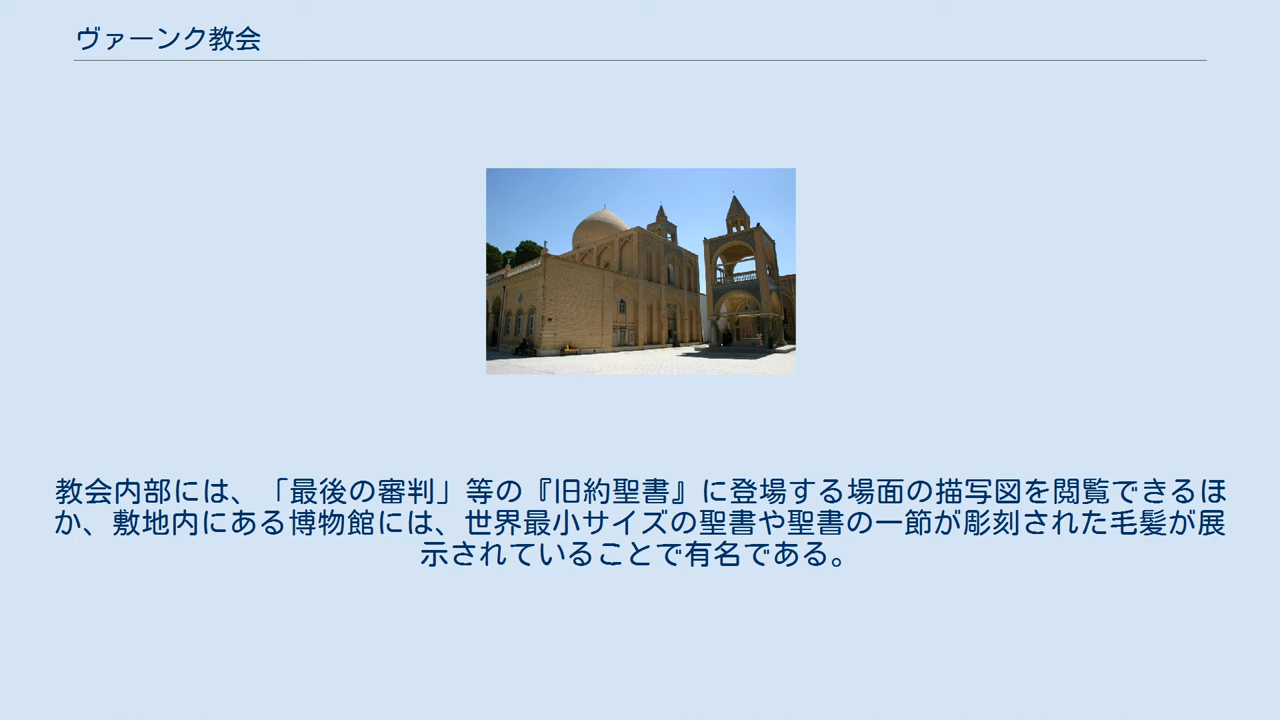 ヴァーンク教会
教会内部には、「最後の審判」等の『旧約聖書』に登場する場面の描写図を閲覧できるほ
か、敷地内にある博物館には、世界最小サイズの聖書や聖書の一節が彫刻された毛髪が展
示されていることで有名である。